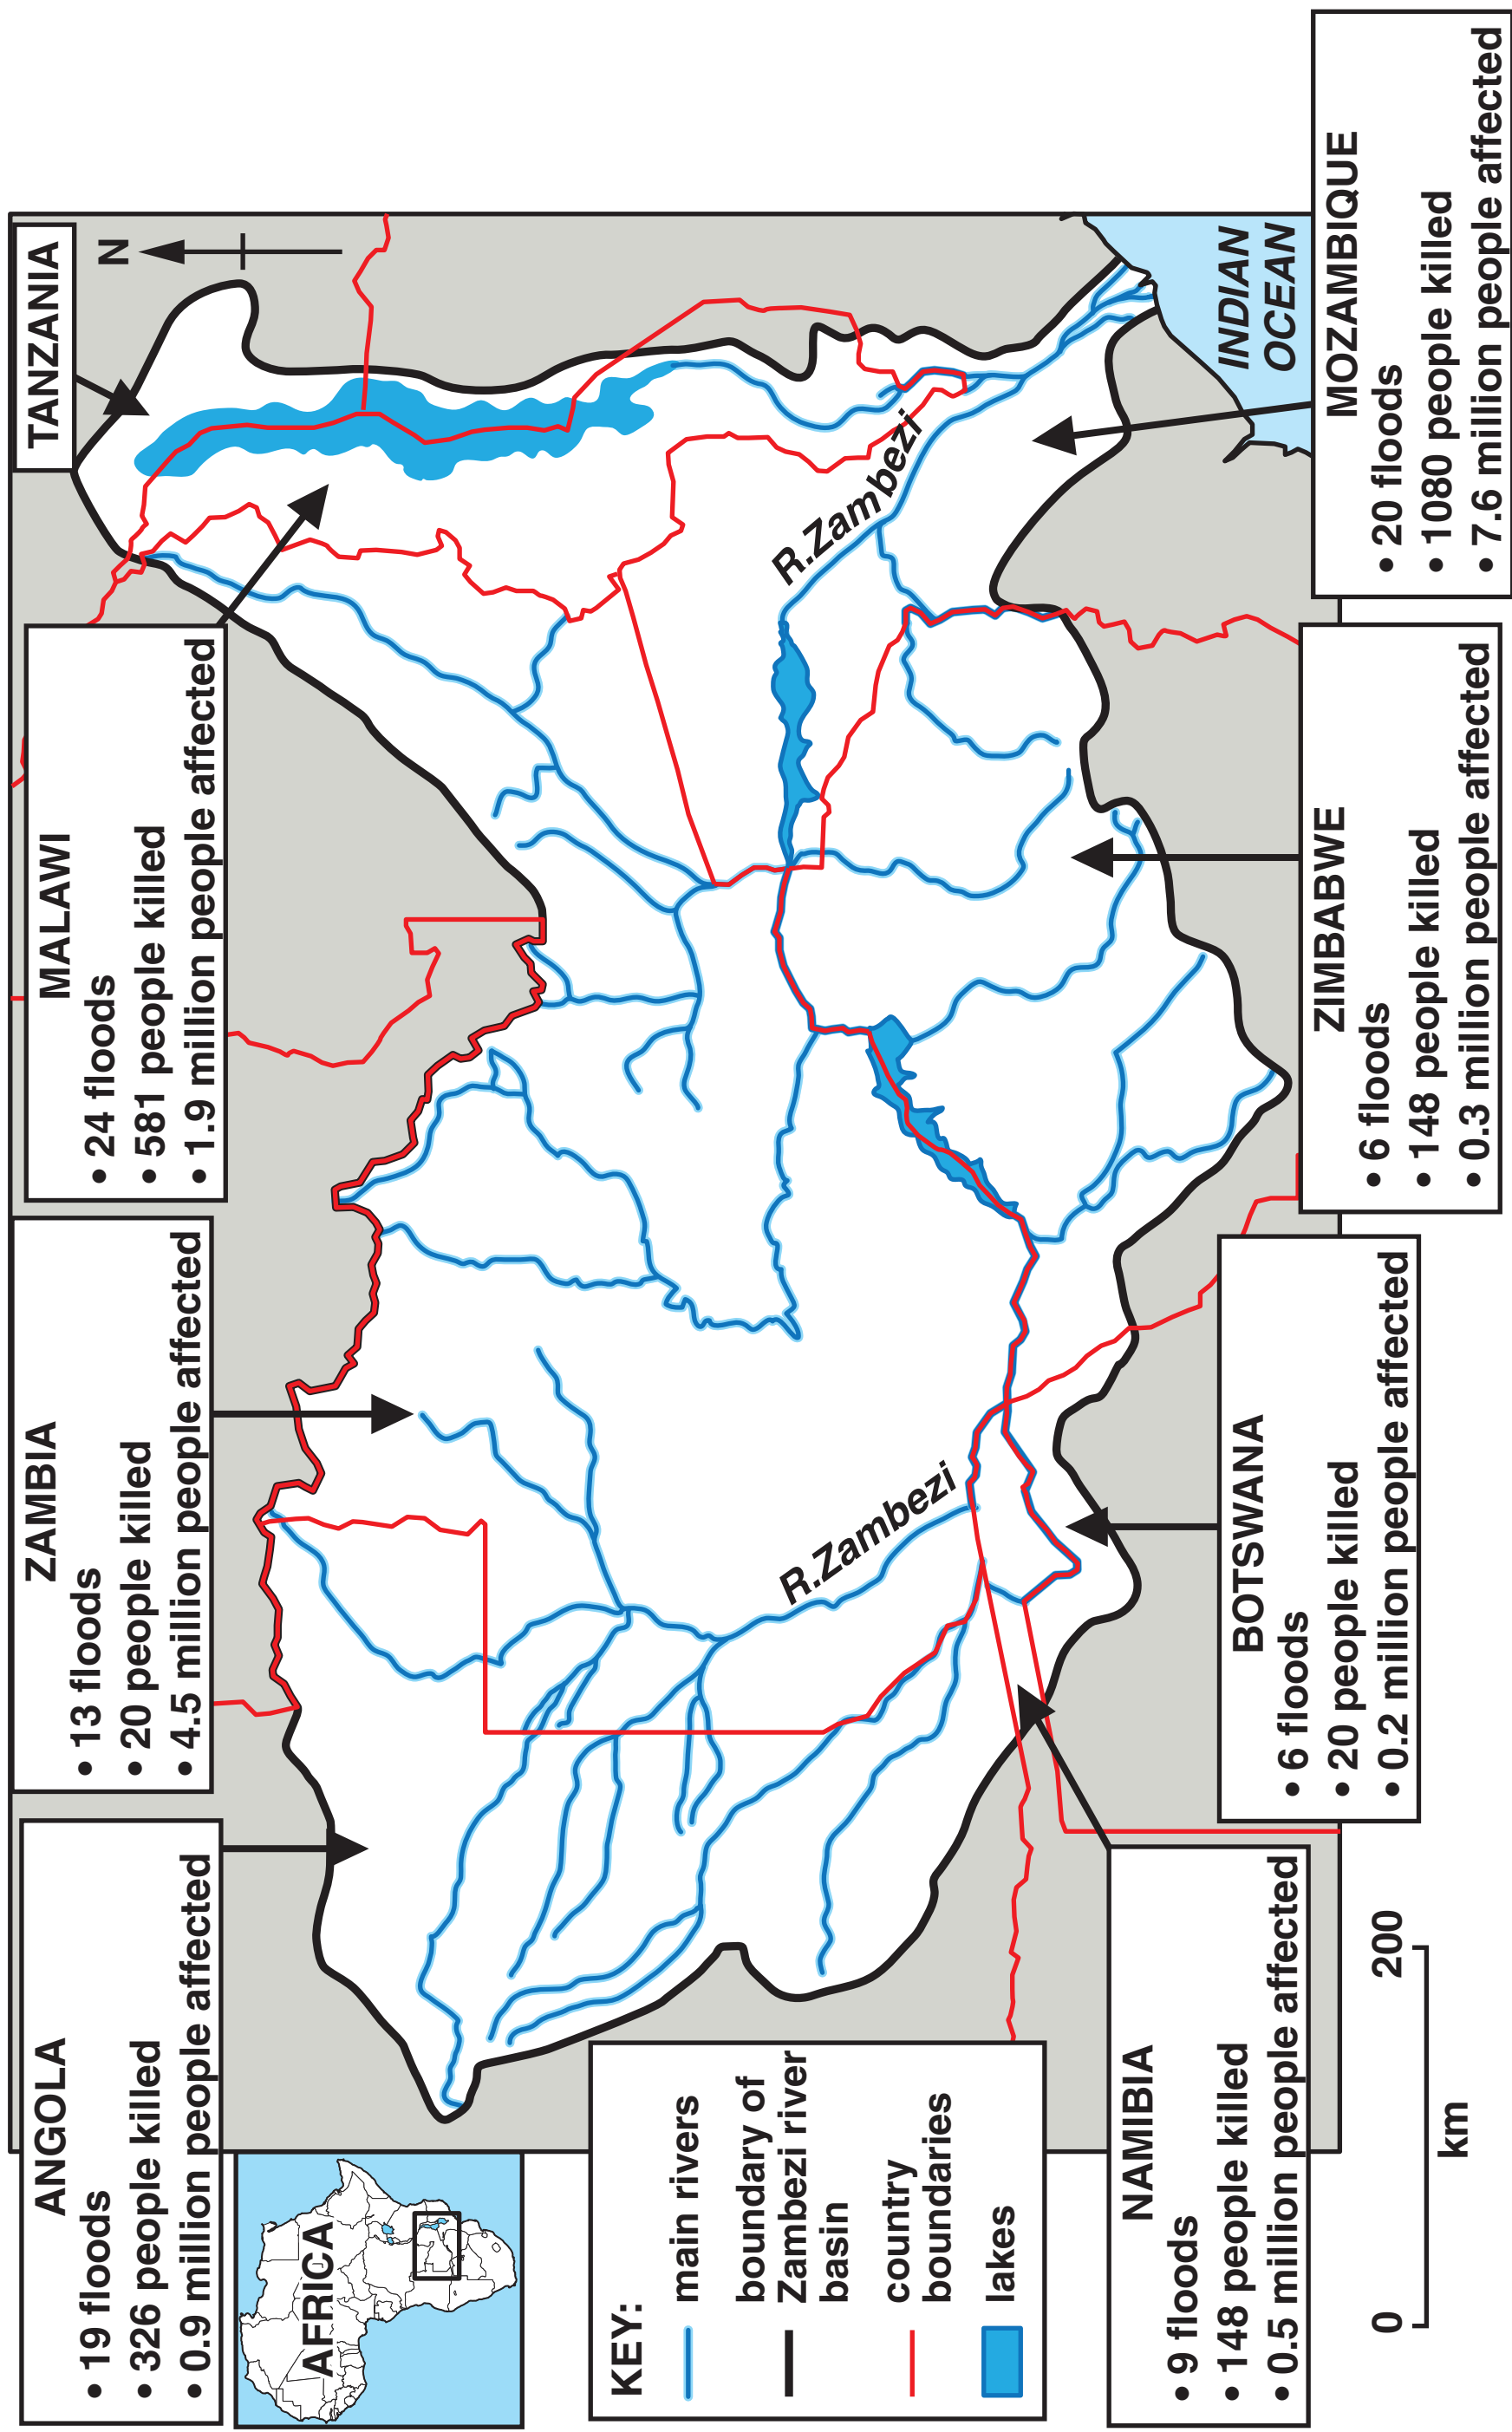 ANGOLA
• 19 floods
• 326 people killed
• 0.9 million people affected
ZAMBIA
• 13 floods
• 20 people killed
• 4.5 million people affected
MALAWI
• 24 floods
• 581 people killed
• 1.9 million people affected
TANZANIA
N
AFRICA
R.Zambezi
R.Zambezi
INDIAN
OCEAN
KEY:
main rivers
boundary of
Zambezi river
basin
country
boundaries
lakes
NAMIBIA
• 9 floods
• 148 people killed
• 0.5 million people affected
BOTSWANA
• 6 floods
• 20 people killed
• 0.2 million people affected
ZIMBABWE
• 6 floods
• 148 people killed
• 0.3 million people affected
MOZAMBIQUE
• 20 floods
• 1080 people killed
• 7.6 million people affected
0 200
km